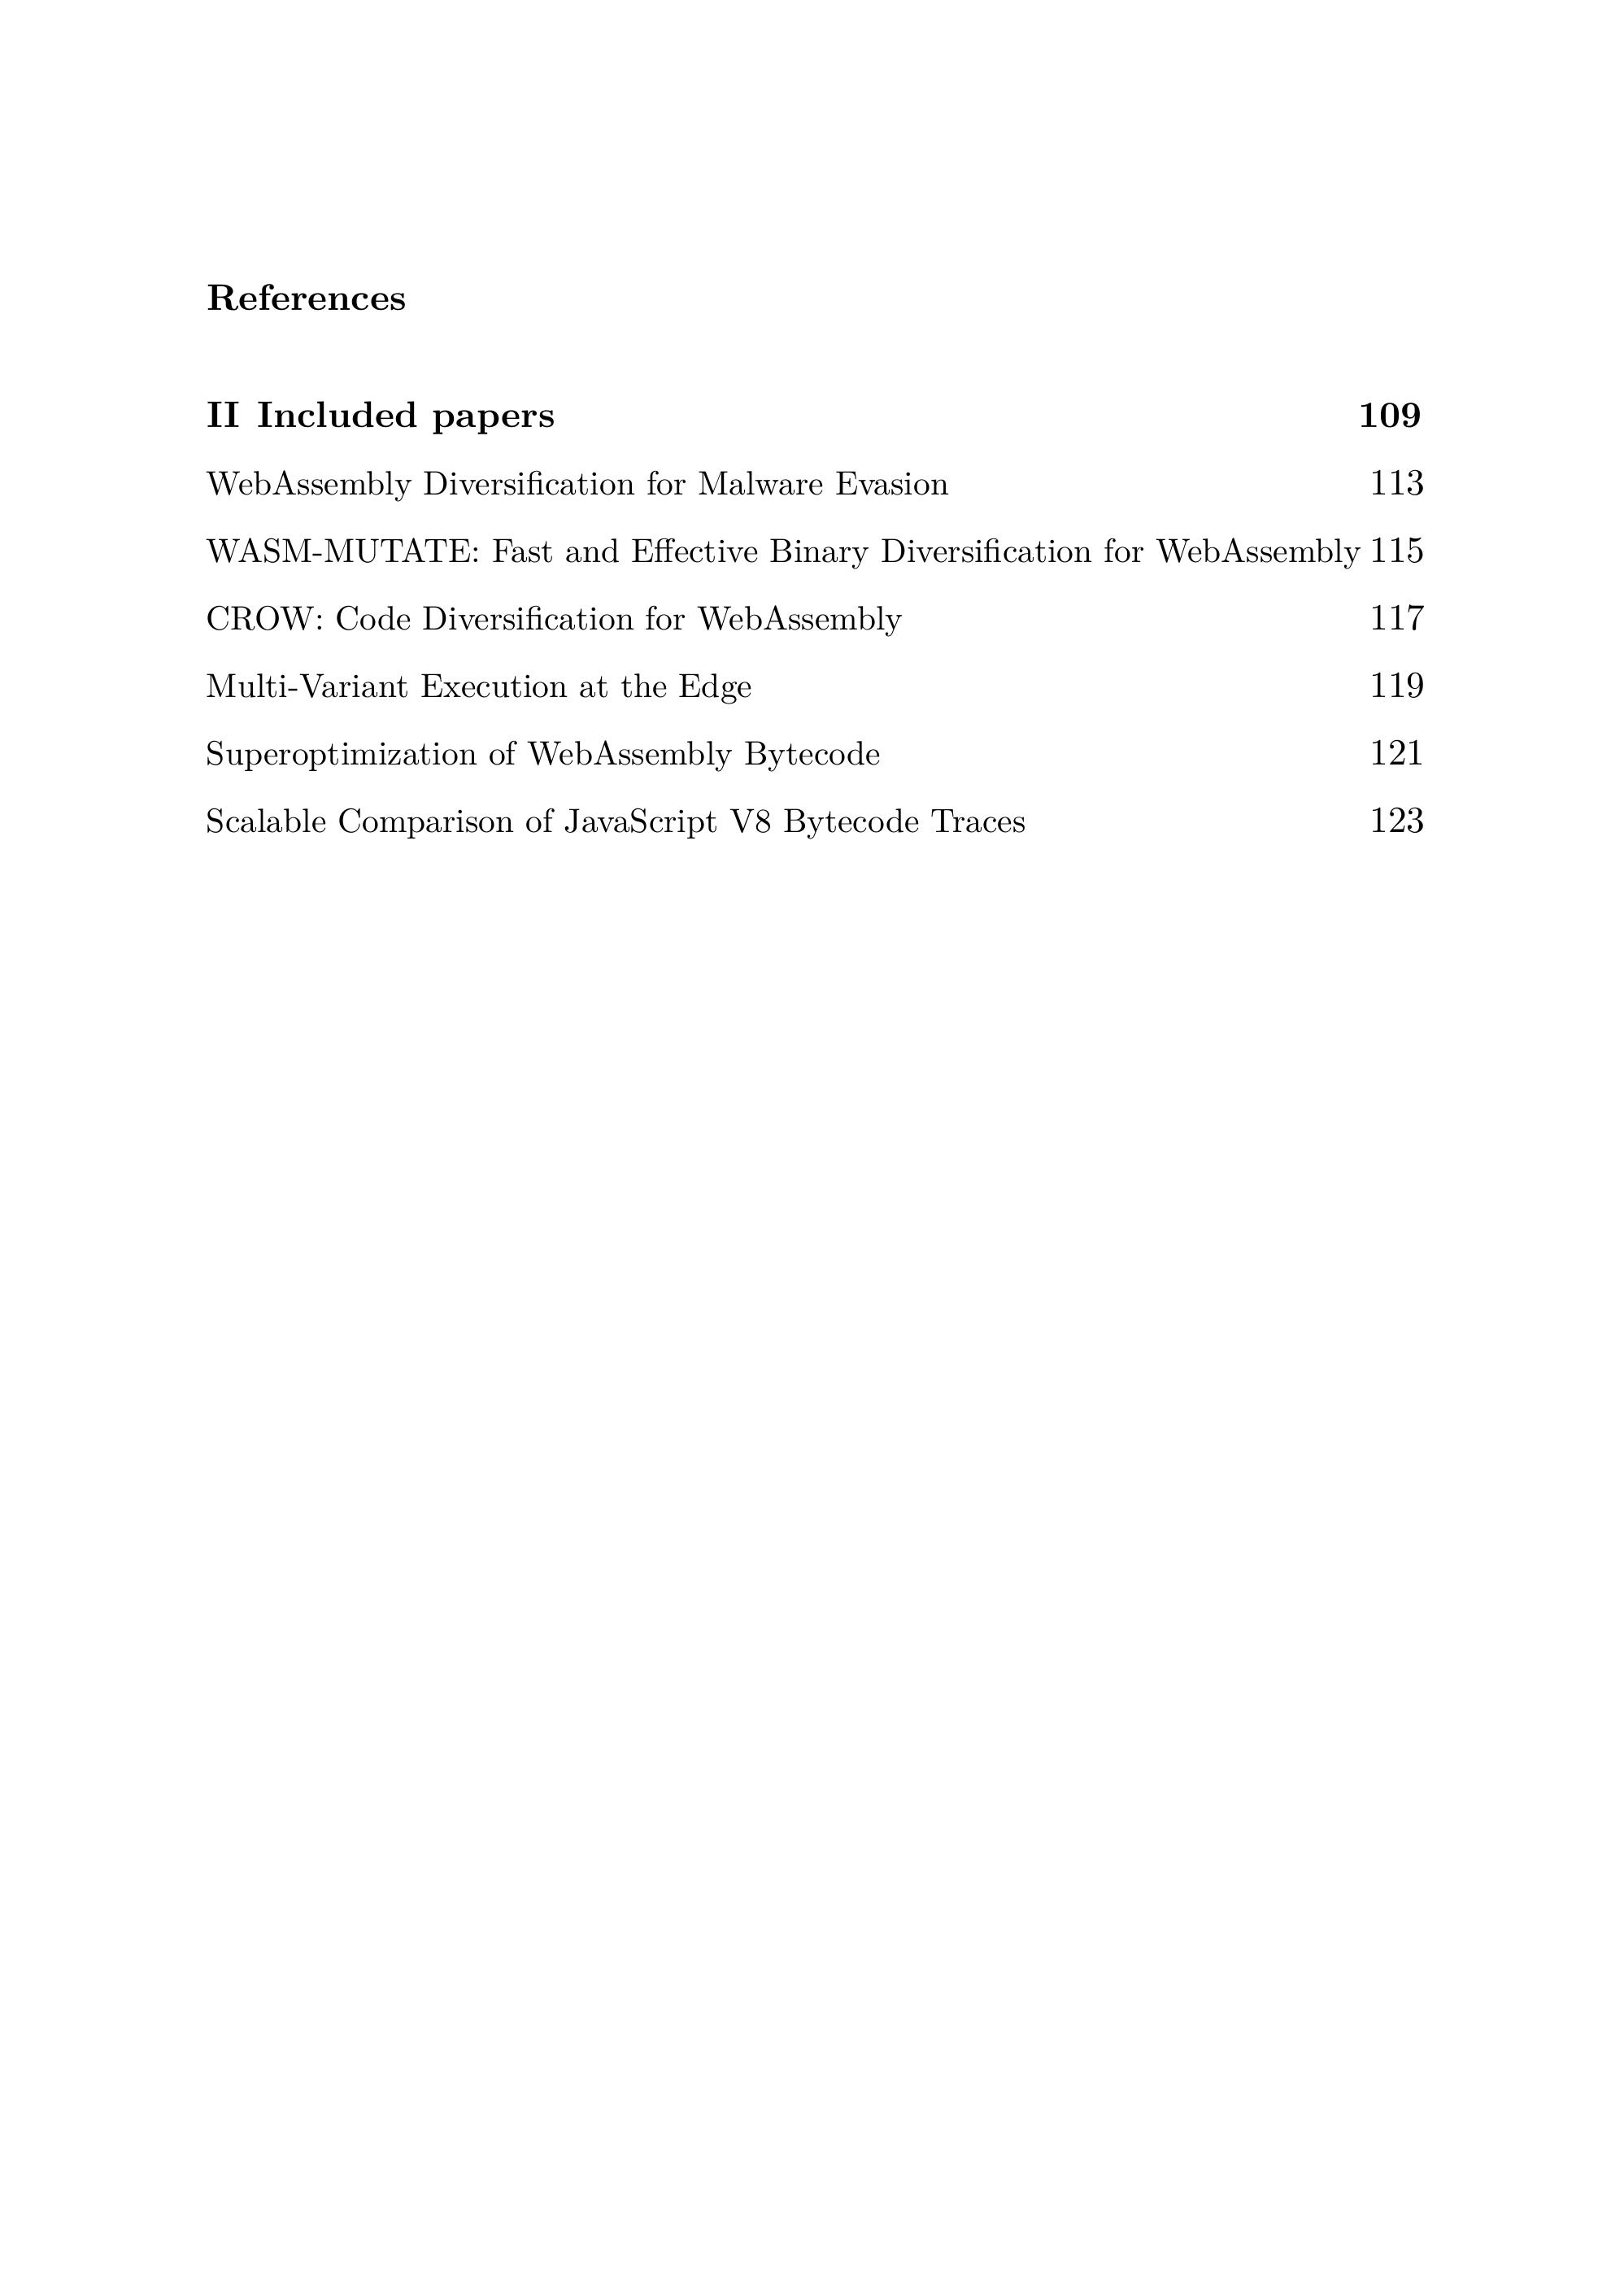 References
II Included papers 109
WebAssembly Diversification for Malware Evasion 113
WASM-MUTATE: Fast and Effective Binary Diversification for WebAssembly 115
CROW: Code Diversification for WebAssembly 117
Multi-Variant Execution at the Edge 119
Superoptimization of WebAssembly Bytecode 121
Scalable Comparison of JavaScript V8 Bytecode Traces 123